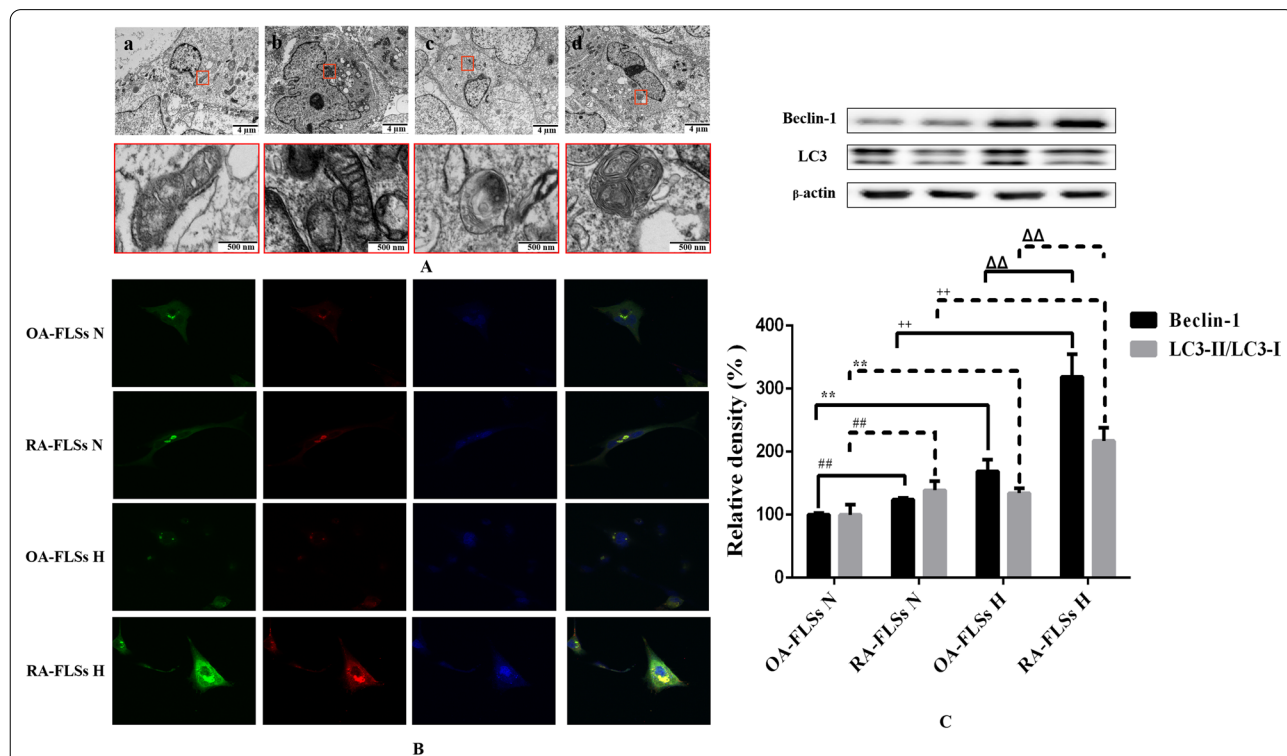 a
b
c
d
4 μm
4 μm
4 μm
4 μm
500 nm
500 nm
500 nm
500 nm
A
OA-FLSs N
RA-FLSs N
OA-FLSs H
RA-FLSs H
B
Beclin-1
LC3
β-actin
ΔΔ
ΔΔ
++
++
**
**
##
##
Relative density (%)
400
300
200
100
0
Beclin-1
LC3-II/LC3-I
OA-FLSs N
RA-FLSs N
OA-FLSs H
RA-FLSs H
C